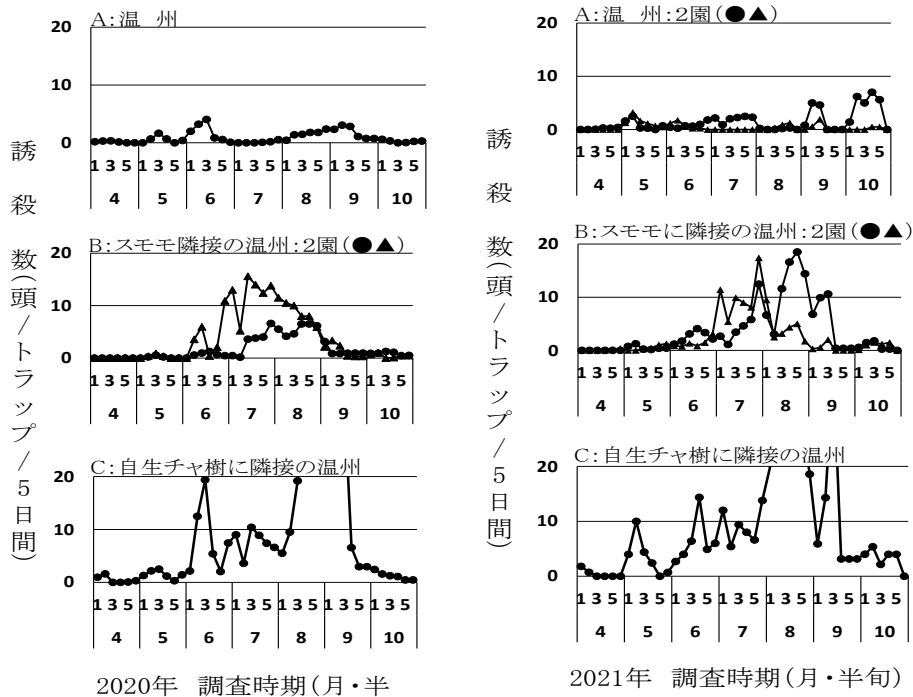 A:温　州
20
10
0
1 3 5 1 3 5 1 3 5 1 3 5 1 3 5 1 3 5 1 3 5
4 5 6 7 8 9 10
B:スモモ隣接の温州:2園(●▲)
20
10
0
1 3 5 1 3 5 1 3 5 1 3 5 1 3 5 1 3 5 1 3 5
4 5 6 7 8 9 10
C:自生チャ樹に隣接の温州
20
10
0
1 3 5 1 3 5 1 3 5 1 3 5 1 3 5 1 3 5 1 3 5
4 5 6 7 8 9 10
誘殺数(頭/トラップ/5日間)
2020年 調査時期(月・半
A:温　州:2園(●▲)
20
10
0
1 3 5 1 3 5 1 3 5 1 3 5 1 3 5 1 3 5 1 3 5
4 5 6 7 8 9 10
B:スモモに隣接の温州:2園(●▲)
20
10
0
1 3 5 1 3 5 1 3 5 1 3 5 1 3 5 1 3 5 1 3 5
4 5 6 7 8 9 10
C:自生チャ樹に隣接の温州
20
10
0
1 3 5 1 3 5 1 3 5 1 3 5 1 3 5 1 3 5 1 3 5
4 5 6 7 8 9 10
誘殺数(頭/トラップ/5日間)
2021年 調査時期(月・半旬)